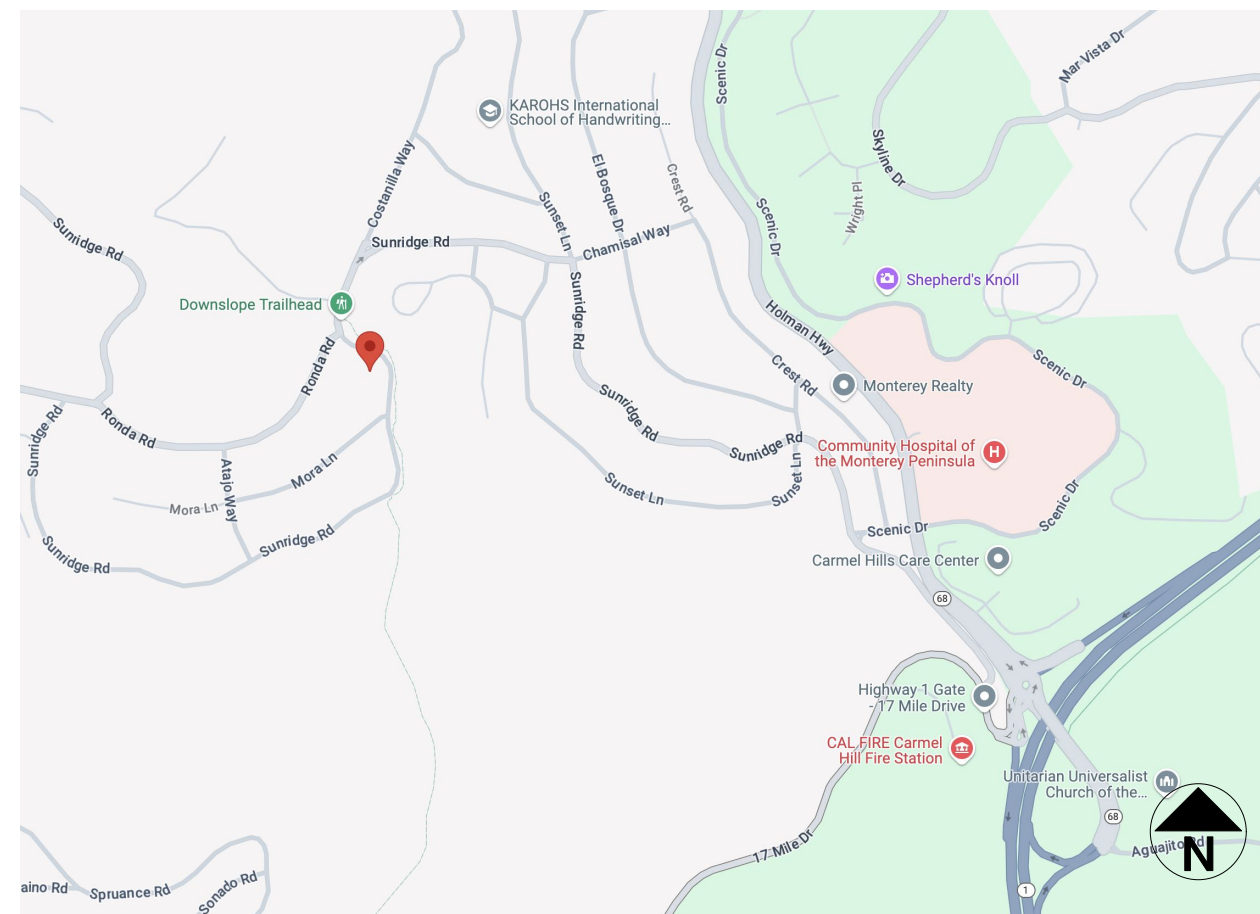 Mar Vista Dr
Scenic Dr
KAROHS International
School of Handwriting...
Skyline Dr
Costanilla Way
El Bosque Dr
Crest Rd
Wright Pl
Sunset Ln
Scenic Dr
Sunridge Rd
Sunridge Rd
Chamisal Way
Shepherd's Knoll
Downslope Trailhead
Sunridge Rd
Holman Hwy
Ronda Rd
Crest Rd
Scenic Dr
Monterey Realty
Sunridge Rd
Ronda Rd
Sunridge Rd
Sunridge Rd
Community Hospital of
the Monterey Peninsula
H
Mora Ln
Atajo Way
Mora Ln
Sunset Ln
Sunset Ln
Scenic Dr
Scenic Dr
Sunridge Rd
Sunridge Rd
Carmel Hills Care Center
68
Highway 1 Gate
- 17 Mile Drive
CAL FIRE Carmel
Hill Fire Station
Unitarian Universalist
Church of the...
68
17 Mile Dr
Aguajito Rd
N
aino Rd
Spruance Rd
Sonado Rd
1